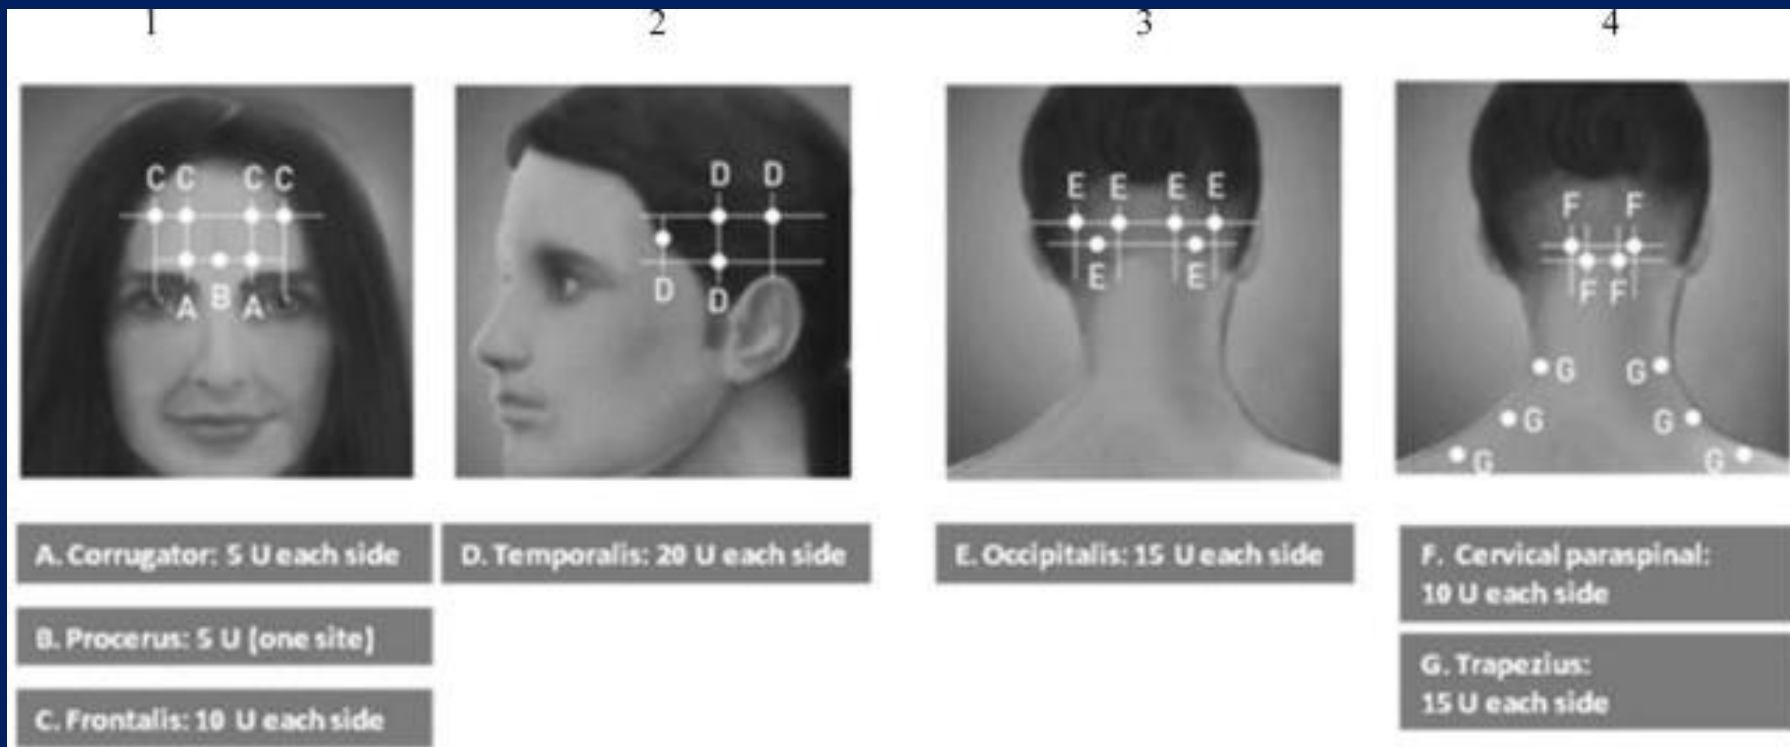 1 2 3 4
C C C C
A B A
D D
D D
E E E E
E E
F F
F F
G G
G G
G G
A. Corrugator: 5 U each side
B. Procerus: 5 U (one site)
C. Frontalis: 10 U each side
D. Temporalis: 20 U each side
E. Occipitalis: 15 U each side
F. Cervical paraspinal:
10 U each side
G. Trapezius:
15 U each side